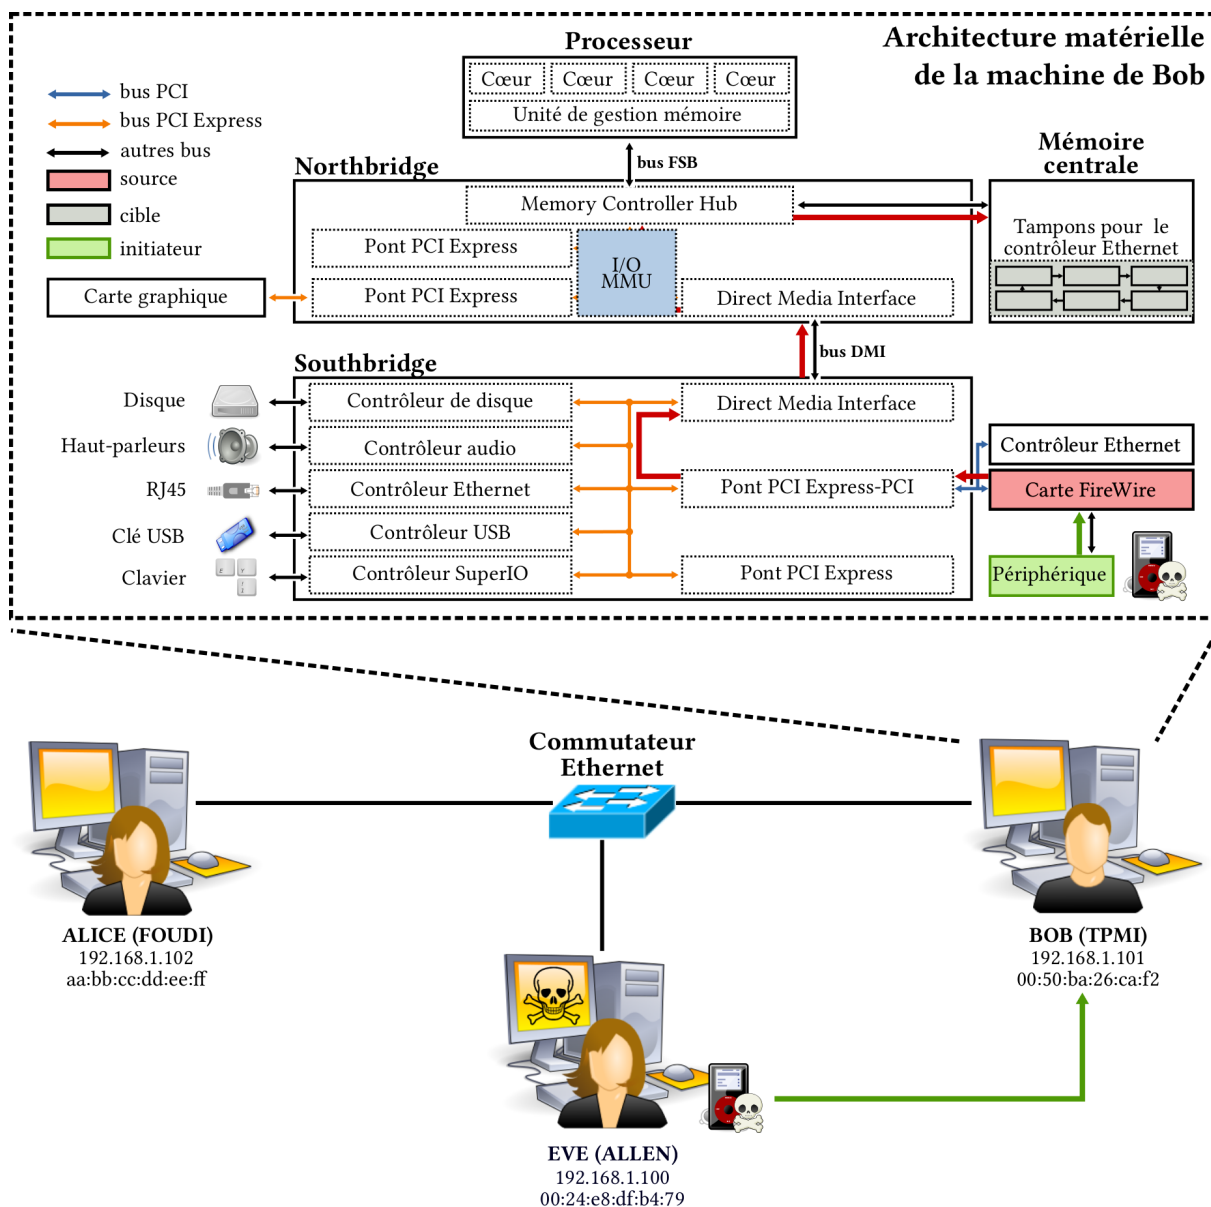 Architecture matérielle
de la machine de Bob
Processeur
Cœur
Cœur
Cœur
Cœur
Unité de gestion mémoire
bus PCI
bus PCI Express
autres bus
source
cible
initiateur
bus FSB
Northbridge
Memory Controller Hub
Pont PCI Express
Pont PCI Express
I/O
MMU
Direct Media Interface
Carte graphique
Mémoire
centrale
Tampons pour le
contrôleur Ethernet
bus DMI
Southbridge
Disque
Contrôleur de disque
Direct Media Interface
Haut-parleurs
Contrôleur audio
Contrôleur Ethernet
RJ45
Contrôleur Ethernet
Pont PCI Express-PCI
Carte FireWire
Clé USB
Contrôleur USB
Clavier
E
Y
Contrôleur SuperIO
Pont PCI Express
Périphérique
Commutateur
Ethernet
ALICE (FOUDI)
192.168.1.102
aa:bb:cc:dd:ee:ff
BOB (TPMI)
192.168.1.101
00:50:ba:26:ca:f2
EVE (ALLEN)
192.168.1.100
00:24:e8:df:b4:79